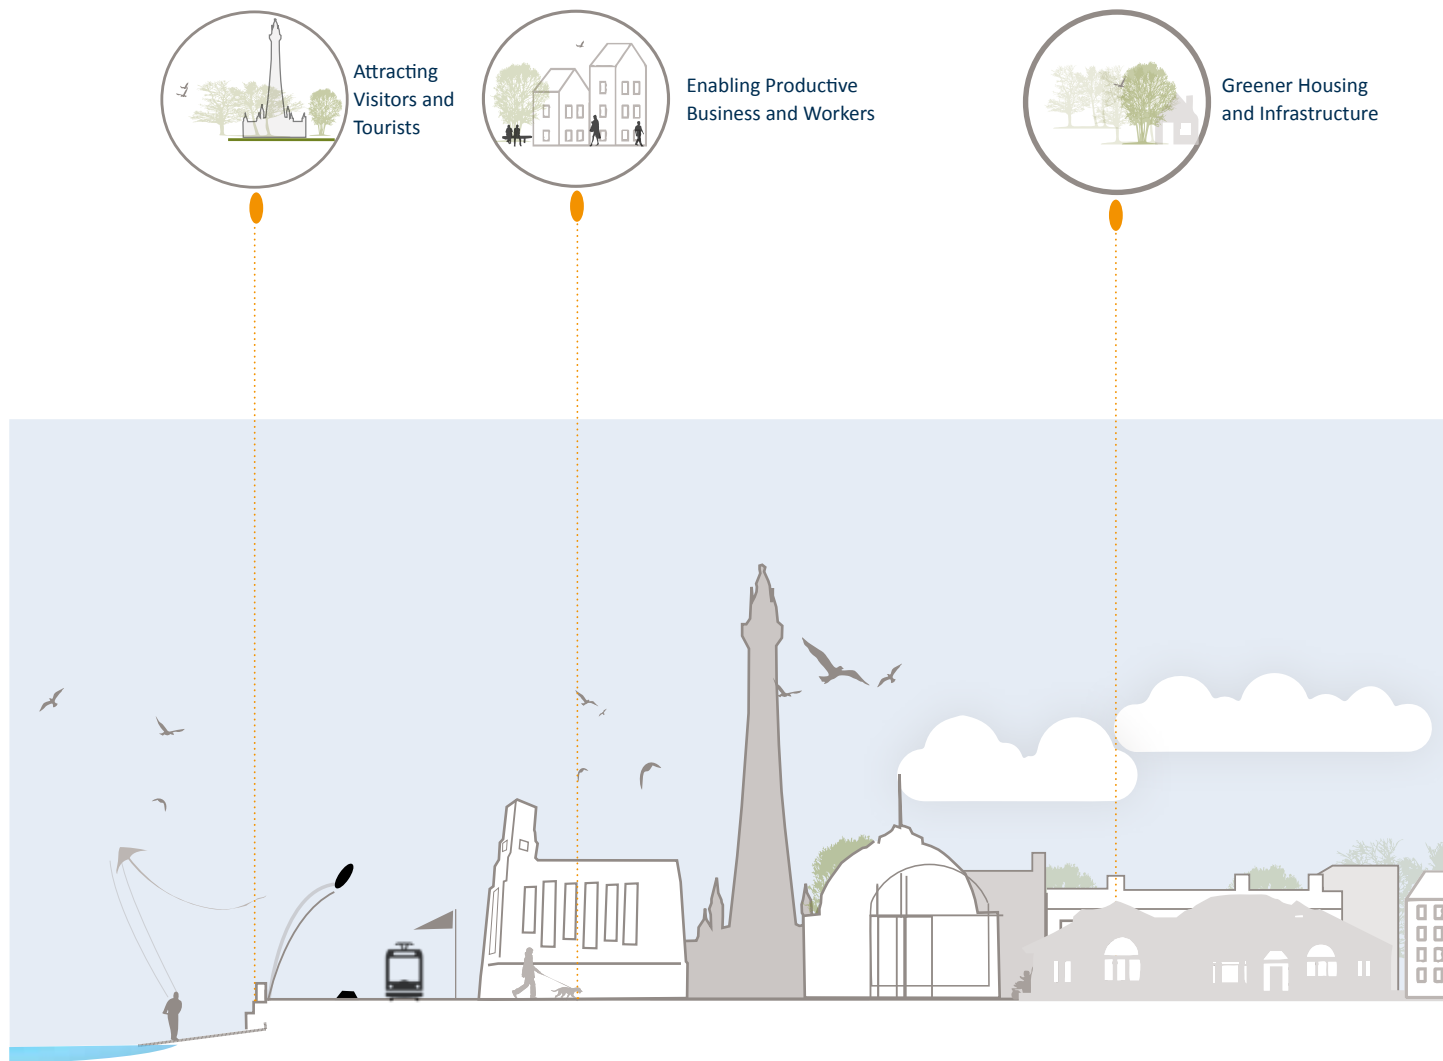 Attracting
Visitors and
Tourists
Enabling Productive
Business and Workers
Greener Housing
and Infrastructure